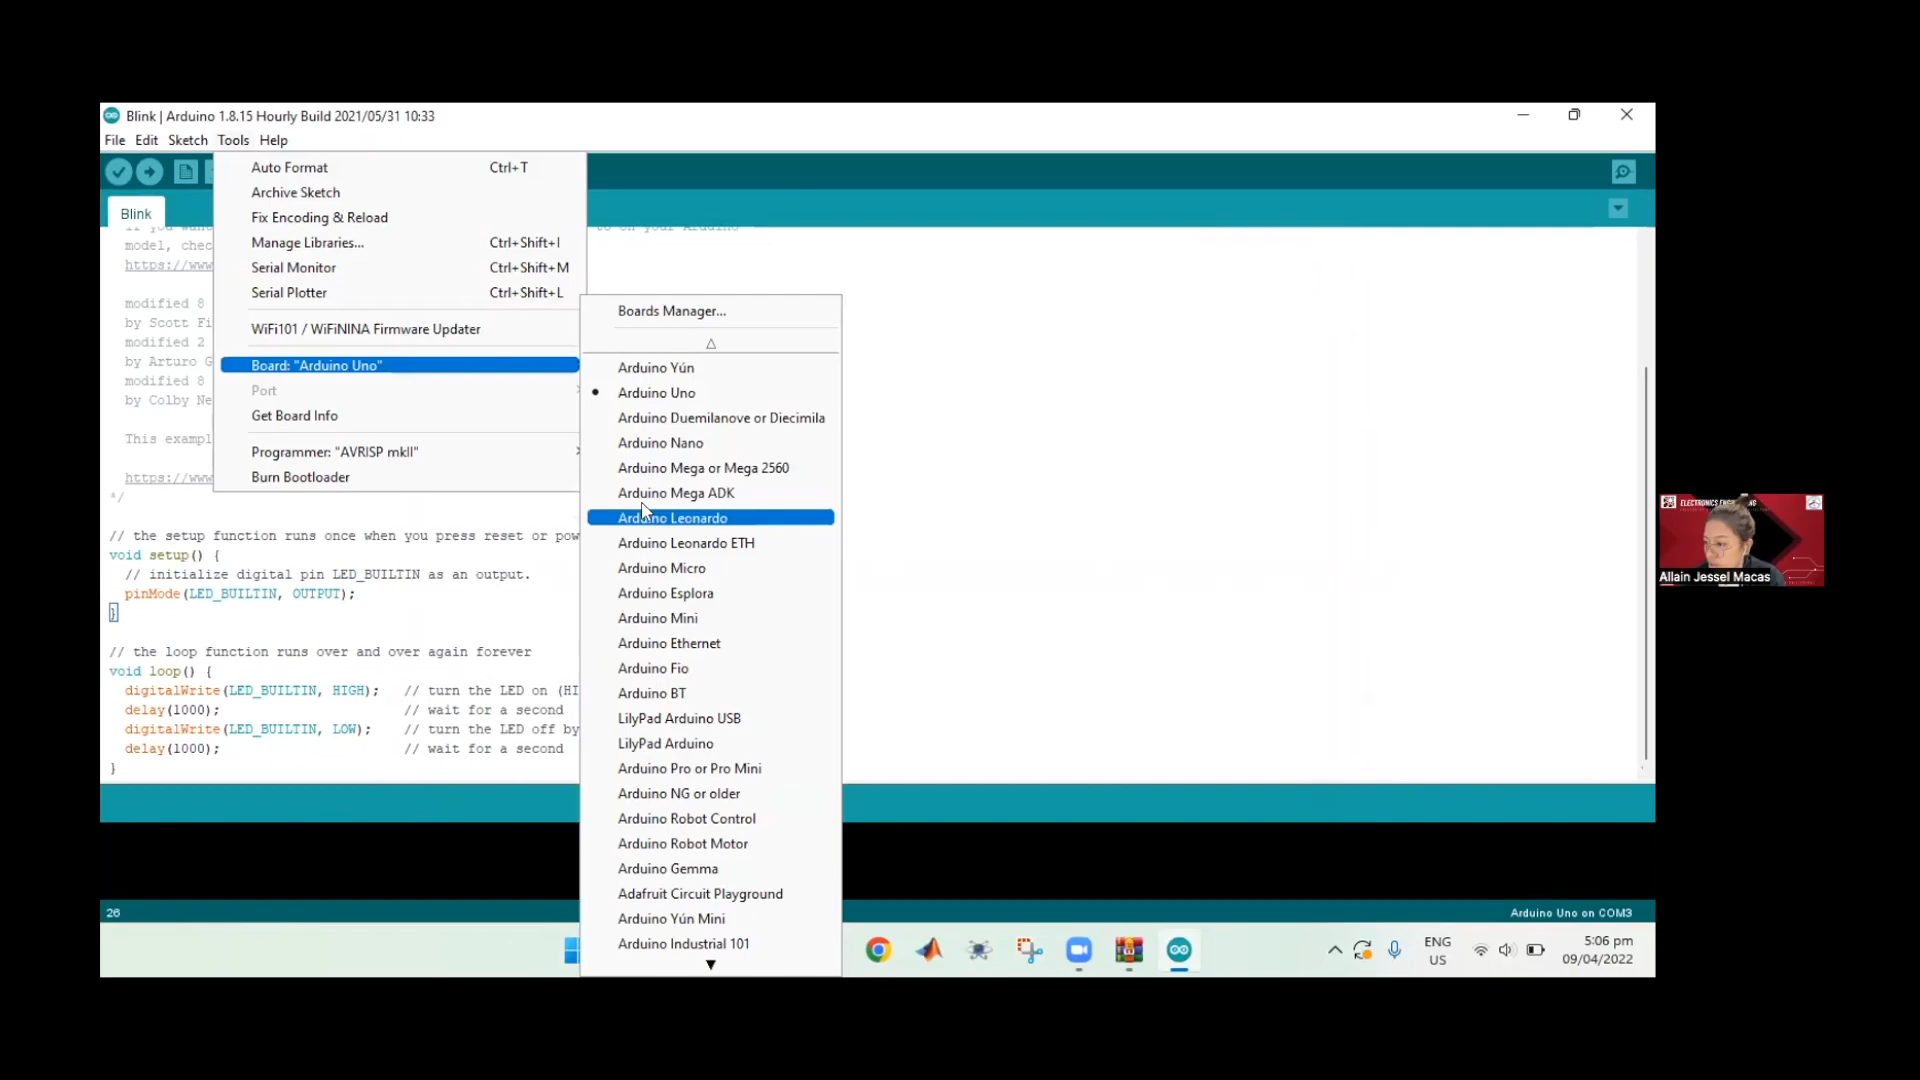 Blink | Arduino 1.8.15 Hourly Build 2021/05/31 10:33
File Edit Sketch Tools Help
Blink
to on your Arduino
model, chec
https://www
modified 8
by Scott Fi
modified 2
by Arturo G
modified 8
by Colby Ne
This exampl
https://www
*/
// the setup function runs once when you press reset or pow
void setup() {
// initialize digital pin LED_BUILTIN as an output.
pinMode(LED_BUILTIN, OUTPUT);
}
// the loop function runs over and over again forever
void loop() {
digitalWrite(LED_BUILTIN, HIGH); // turn the LED on (HI
delay(1000); // wait for a second
digitalWrite(LED_BUILTIN, LOW); // turn the LED off by
delay(1000); // wait for a second
}
Auto Format Ctrl+T
Archive Sketch
Fix Encoding & Reload
Manage Libraries... Ctrl+Shift+I
Serial Monitor Ctrl+Shift+M
Serial Plotter Ctrl+Shift+L
WiFi101 / WiFiNINA Firmware Updater
Board: "Arduino Uno"
Port
Get Board Info
Programmer: "AVRISP mkII"
Burn Bootloader
Boards Manager...
Arduino Yún
Arduino Uno
Arduino Duemilanove or Diecimila
Arduino Nano
Arduino Mega or Mega 2560
Arduino Mega ADK
Arduino Leonardo
Arduino Leonardo ETH
Arduino Micro
Arduino Esplora
Arduino Mini
Arduino Ethernet
Arduino Fio
Arduino BT
LilyPad Arduino USB
LilyPad Arduino
Arduino Pro or Pro Mini
Arduino NG or older
Arduino Robot Control
Arduino Robot Motor
Arduino Gemma
Adafruit Circuit Playground
Arduino Yún Mini
Arduino Industrial 101
26
Arduino Uno on COM3
ENG
US
5:06 pm
09/04/2022
ELECTRONICS
Allain Jessel Macas